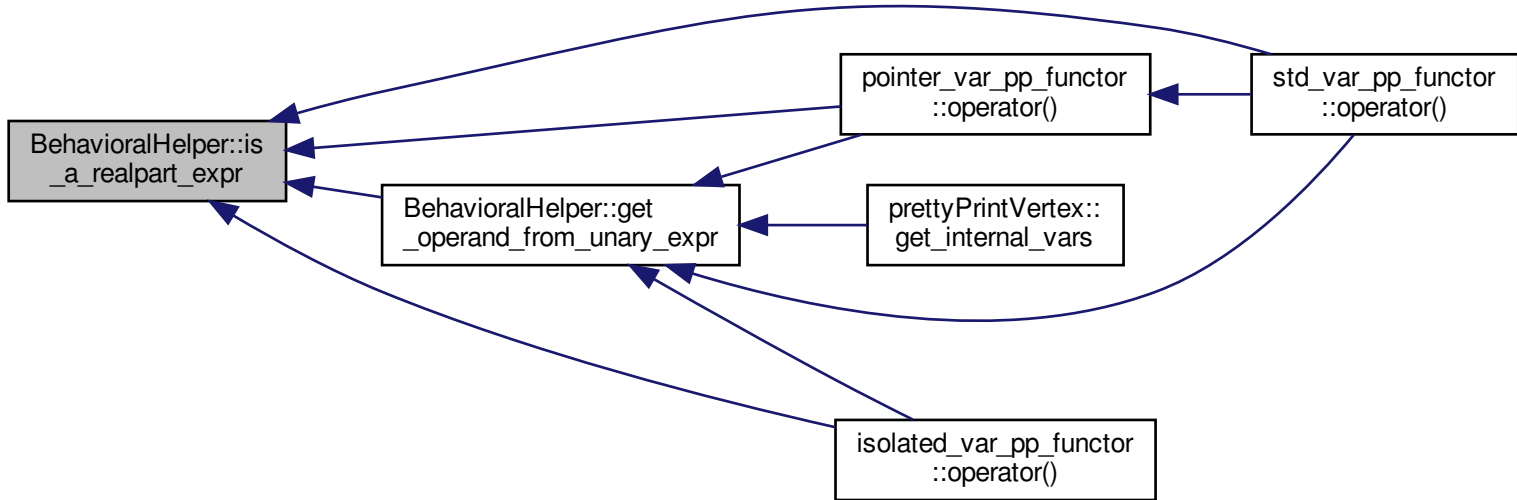 BehavioralHelper::is
_a_realpart_expr
pointer_var_pp_functor
::operator()
std_var_pp_functor
::operator()
BehavioralHelper::get
_operand_from_unary_expr
prettyPrintVertex::
get_internal_vars
isolated_var_pp_functor
::operator()